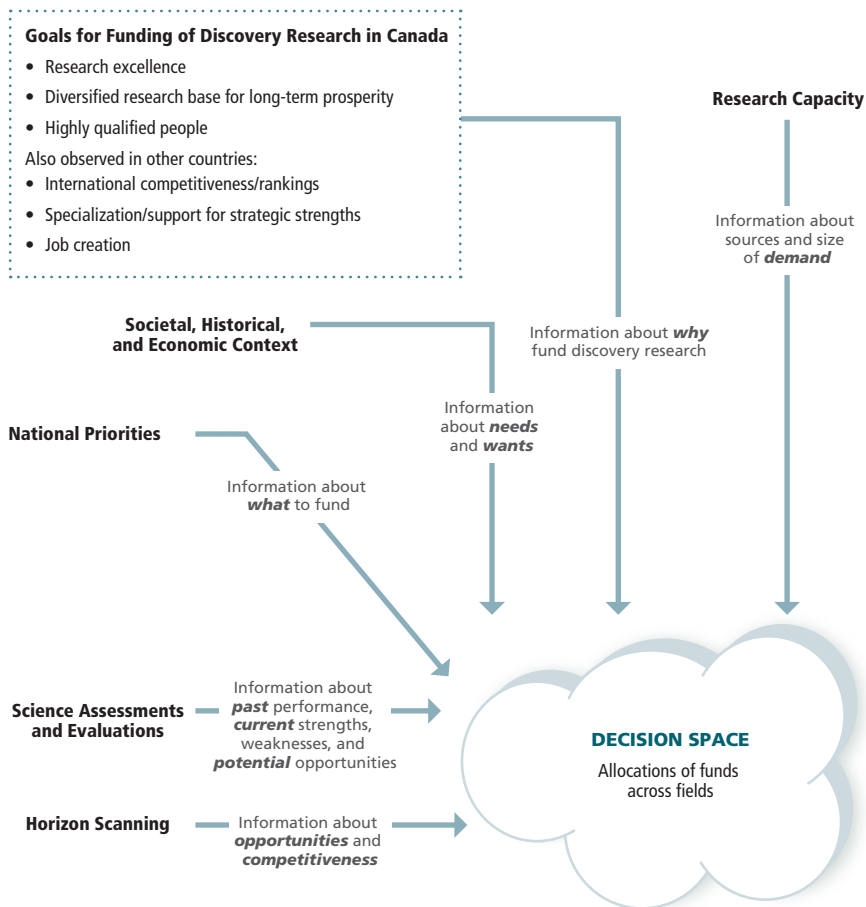 Goals for Funding of Discovery Research in Canada
• Research excellence
• Diversified research base for long-term prosperity
• Highly qualified people
Also observed in other countries:
• International competitiveness/rankings
• Specialization/support for strategic strengths
• Job creation
Research Capacity
Information about
sources and size
of demand
Societal, Historical,
and Economic Context
Information about why
fund discovery research
Information
about needs
and wants
National Priorities
Information about
what to fund
Science Assessments
and Evaluations
Information about
past performance,
current strengths,
weaknesses, and
potential opportunities
DECISION SPACE
Allocations of funds
across fields
Horizon Scanning
Information about
opportunities and
competitiveness